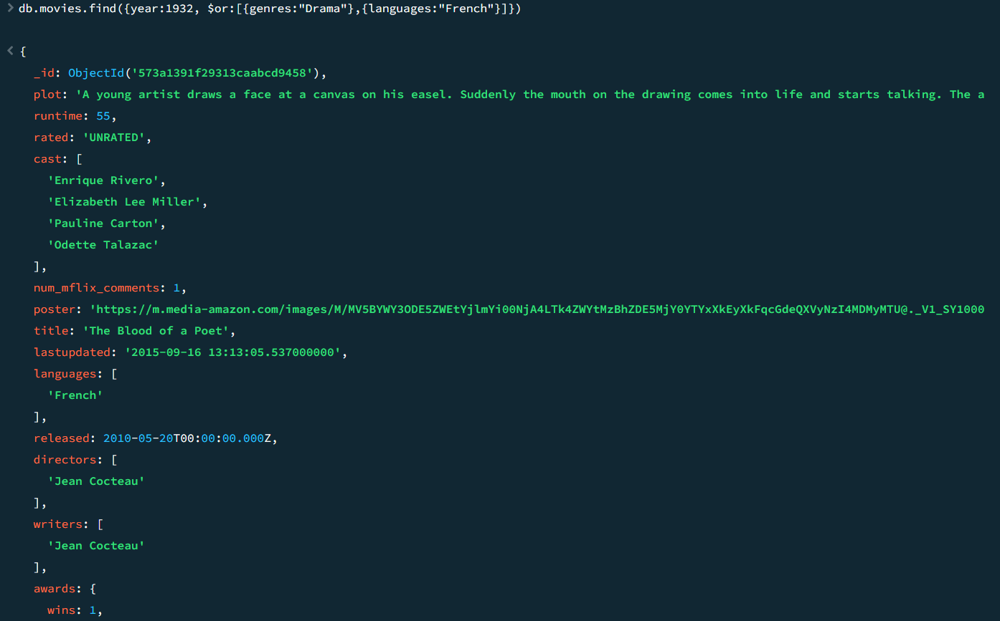 > db.movies.find({year:1932, $or:[{genres:"Drama"},{languages:"French"}]})
< {
_id: ObjectId('573a1391f29313caabcd9458'),
plot: 'A young artist draws a face at a canvas on his easel. Suddenly the mouth on the drawing comes into life and starts talking. The a
runtime: 55,
rated: 'UNRATED',
cast: [
'Enrique Rivero',
'Elizabeth Lee Miller',
'Pauline Carton',
'Odette Talazac'
],
num_mflix_comments: 1,
poster: 'https://m.media-amazon.com/images/M/MV5BYWY3ODE5ZWEtYjlmYi00NjA4LTk4ZWYtMzBhZDE5MjY0YTYxXkEyXkFqcGdeQXVyNzI4MDMyMTU@._V1_SY1000
title: 'The Blood of a Poet',
lastupdated: '2015-09-16 13:13:05.537000000',
languages: [
'French'
],
released: 2010-05-20T00:00:00.000Z,
directors: [
'Jean Cocteau'
],
writers: [
'Jean Cocteau'
],
awards: {
wins: 1,